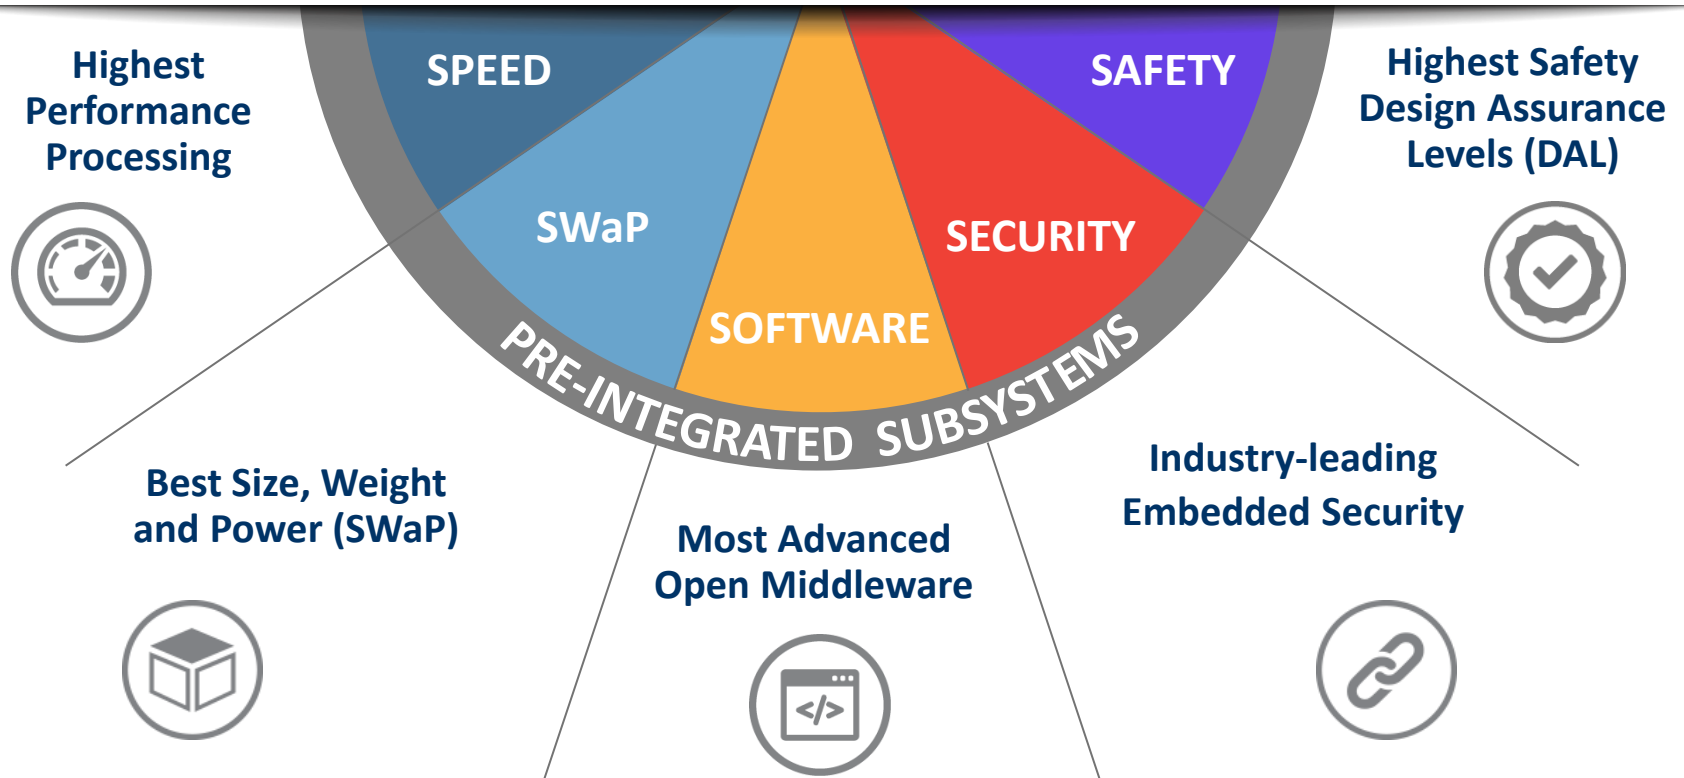 Highest
Performance
Processing
SPEED
SWaP
SOFTWARE
SECURITY
SAFETY
Highest Safety
Design Assurance
Levels (DAL)
PRE-INTEGRATED SUBSYSTEMS
Best Size, Weight
and Power (SWaP)
Most Advanced
Open Middleware
</>
Industry-leading
Embedded Security